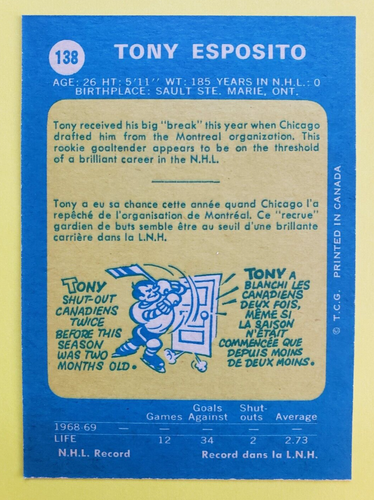 138
TONY ESPOSITO
AGE: 26 HT: 5'11" WT: 185 YEARS IN N.H.L.: 0
BIRTHPLACE: SAULT STE. MARIE, ONT.
Tony received his big "break" this year when Chicago
drafted him from the Montreal organization. This
rookie goaltender appears to be on the threshold
of a brilliant career in the N.H.L.
Tony a eu sa chance cette année quand Chicago l'a
repêché de l'organisation de Montréal. Ce "recrue"
gardien de buts semble être au seuil d'une brillante
carrière dans la L.N.H.
TONY
SHUT-OUT
CANADIENS
TWICE
BEFORE THIS
SEASON
WAS TWO
MONTHS OLD.
TONY A
BLANCHI LES
CANADIENS
DEUX FOIS,
MÊME SI
LA SAISON
N'ÉTAIT
COMMENCÉE QUE
DEPUIS MOINS
DE DEUX MOIS.
© T.C.G. PRINTED IN CANADA
Games Goals Against Shut-outs Average
1968-69 — — — —
LIFE 12 34 2 2.73
N.H.L. Record Record dans la L.N.H.